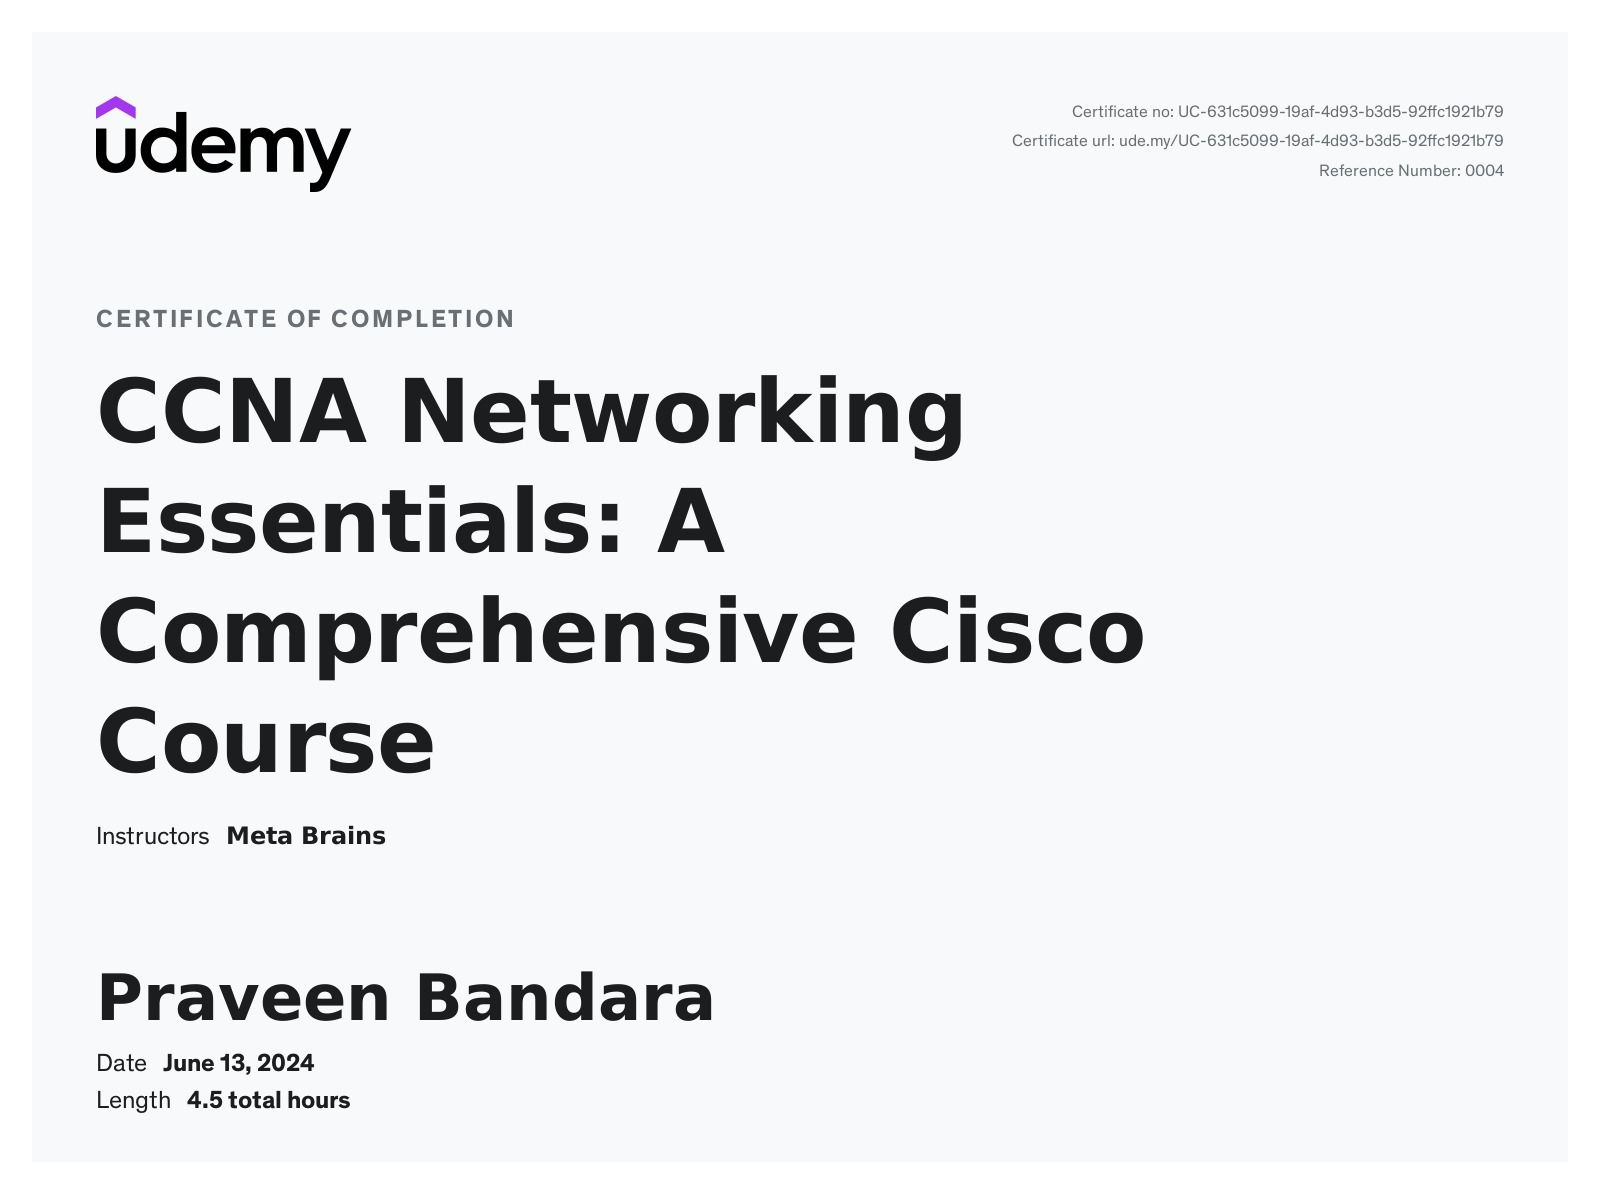 udemy
Certificate no: UC-631c5099-19af-4d93-b3d5-92ffc1921b79
Certificate url: ude.my/UC-631c5099-19af-4d93-b3d5-92ffc1921b79
Reference Number: 0004
CERTIFICATE OF COMPLETION
CCNA Networking
Essentials: A
Comprehensive Cisco
Course
Instructors Meta Brains
Praveen Bandara
Date June 13, 2024
Length 4.5 total hours